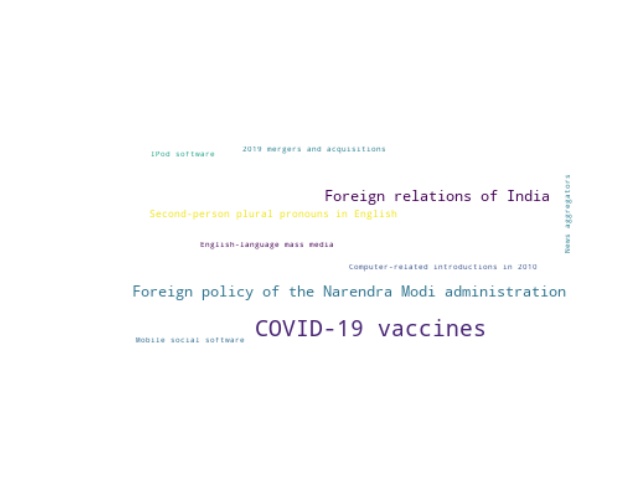 2019 mergers and acquisitions
iPod software
Foreign relations of India
News aggregators
Second-person plural pronouns in English
English-language mass media
Computer-related introductions in 2010
Foreign policy of the Narendra Modi administration
COVID-19 vaccines
Mobile social software